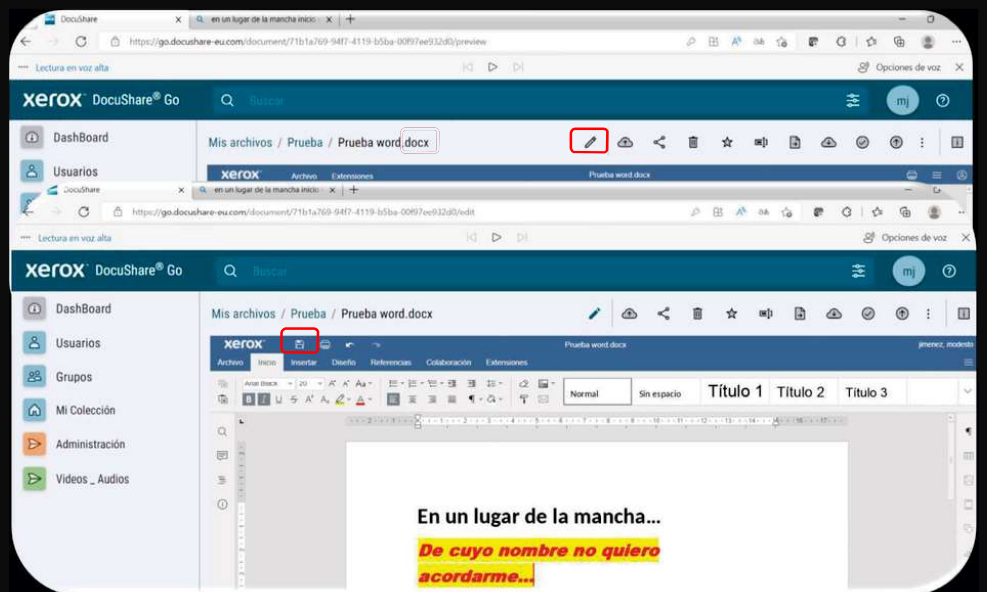 DocuShare
en un lugar de la mancha inicio
https://go.docushare-eu.com/document/71b1a769-94f7-4119-b5ba-00f97ee932d0/preview
Lectura en voz alta
Opciones de voz
xerox DocuShare® Go
Buscar
mj
DashBoard
Mis archivos / Prueba / Prueba word.docx
Usuarios
xerox Archivo Extensiones
Prueba word.docx
DocuShare
en un lugar de la mancha inicio
https://go.docushare-eu.com/document/71b1a769-94f7-4119-b5ba-00f97ee932d0/edit
Lectura en voz alta
Opciones de voz
xerox DocuShare® Go
Buscar
mj
DashBoard
Mis archivos / Prueba / Prueba word.docx
Usuarios
xerox
Prueba word.docx
jimenez, modesto
Archivo Inicio Insertar Diseño Referencias Colaboración Extensiones
Grupos
Arial Black 20
Normal Sin espacio Título 1 Título 2 Título 3
Mi Colección
Administración
Videos _ Audios
En un lugar de la mancha...
De cuyo nombre no quiero
acordarme...